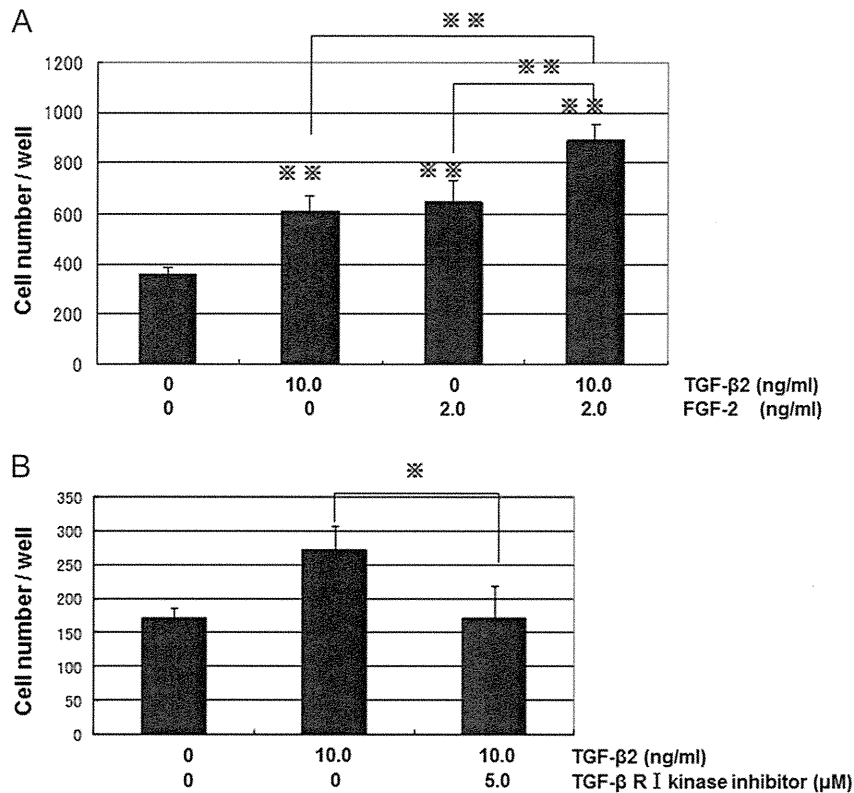 A
※ ※
1200
※ ※
1000
※ ※
800
※ ※
※ ※
600
400
200
0
Cell number / well
0 10.0 0 10.0 TGF-β2 (ng/ml)
0 0 2.0 2.0 FGF-2 (ng/ml)
B
※
350
300
250
200
150
100
50
0
Cell number / well
0 10.0 10.0 TGF-β2 (ng/ml)
0 0 5.0 TGF-β R Ⅰ kinase inhibitor (μM)